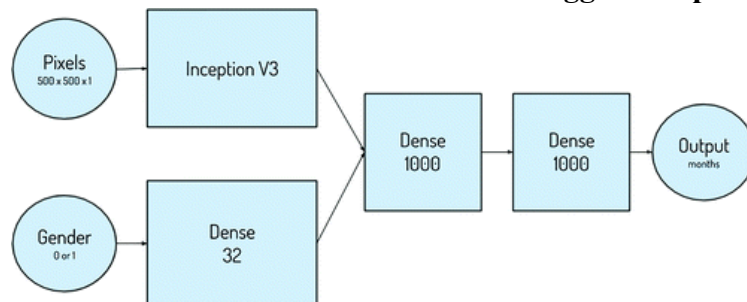 Pixels
500 x 500 x 1
Inception V3
Dense
1000
Dense
1000
Output
months
Gender
0 or 1
Dense
32